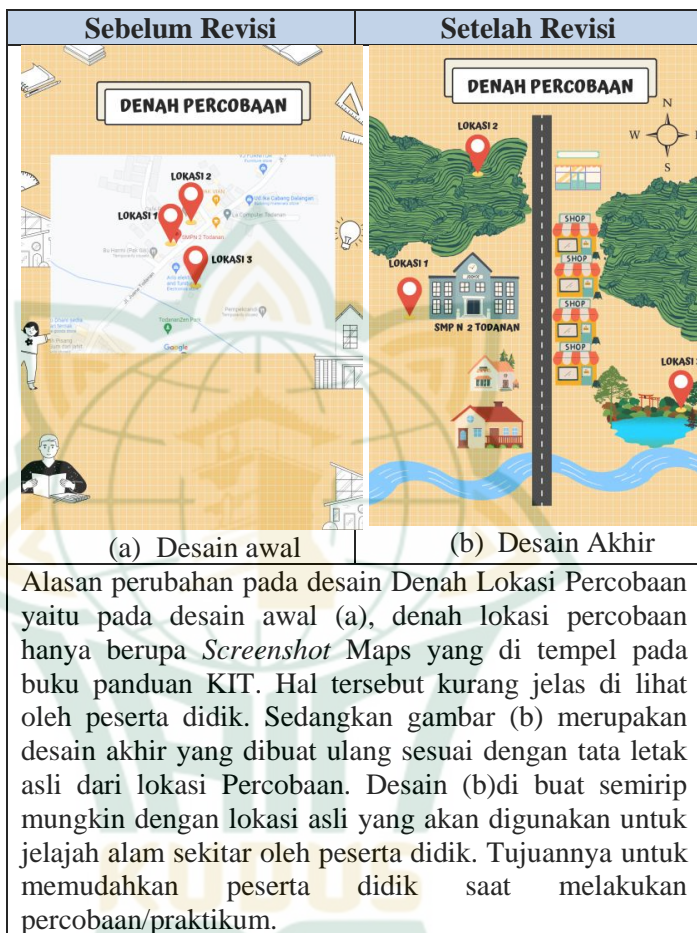 Sebelum Revisi
Setelah Revisi
DENAH PERCOBAAN
LOKASI 2
LOKASI 1
SMPN 2 Todanan
LOKASI 3
Google
(a) Desain awal
DENAH PERCOBAAN
N
W
S
LOKASI 2
SHOP
LOKASI 1
SHOP
SHOP
SMP N 2 TODANAN
SHOP
LOKASI
(b) Desain Akhir
Alasan perubahan pada desain Denah Lokasi Percobaan
yaitu pada desain awal (a), denah lokasi percobaan
hanya berupa Screenshot Maps yang di tempel pada
buku panduan KIT. Hal tersebut kurang jelas di lihat
oleh peserta didik. Sedangkan gambar (b) merupakan
desain akhir yang dibuat ulang sesuai dengan tata letak
asli dari lokasi Percobaan. Desain (b)di buat semirip
mungkin dengan lokasi asli yang akan digunakan untuk
jelajah alam sekitar oleh peserta didik. Tujuannya untuk
memudahkan peserta didik saat melakukan
percobaan/praktikum.
KUDUS